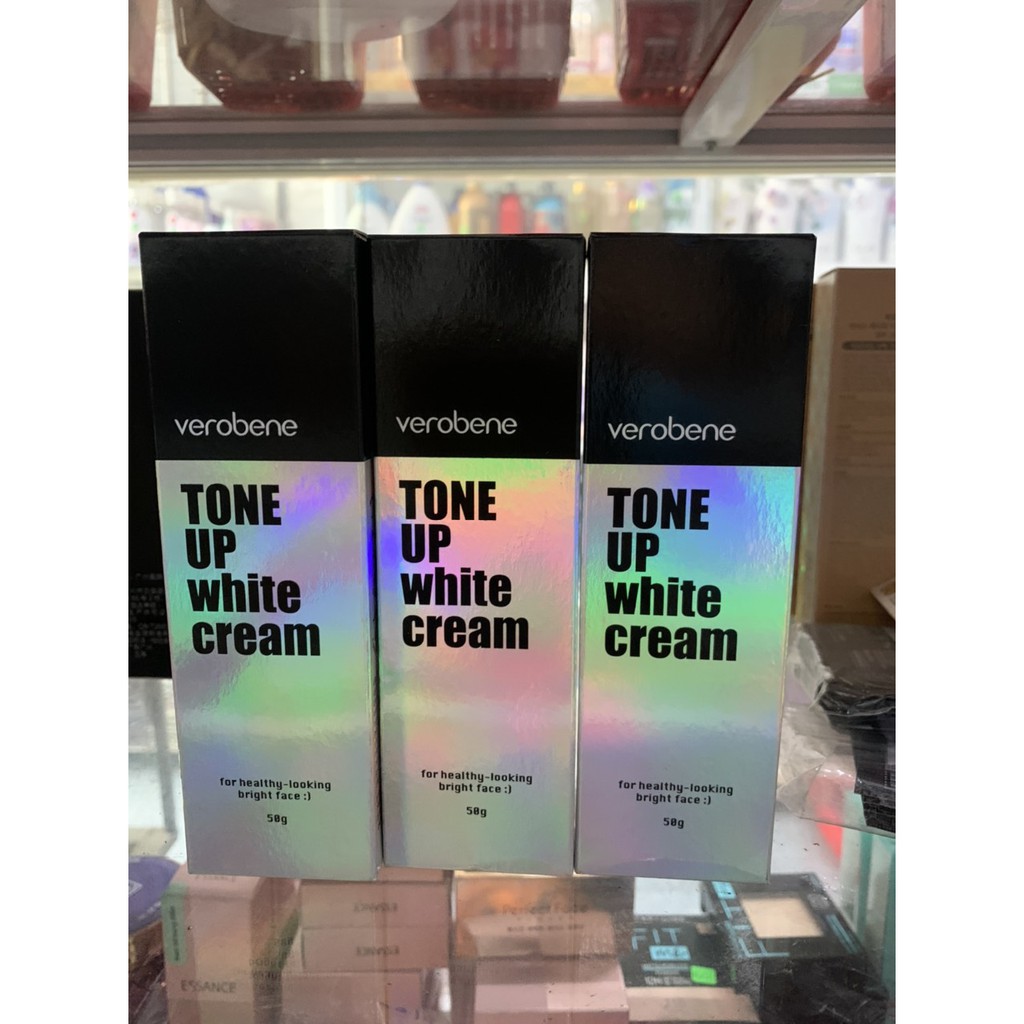 verobene
TONE
UP
white
cream
for healthy-looking
bright face :)
50g
verobene
TONE
UP
white
cream
for healthy-looking
bright face :)
50g
verobene
TONE
UP
white
cream
for healthy-looking
bright face :)
50g
ESSANCE
FIT